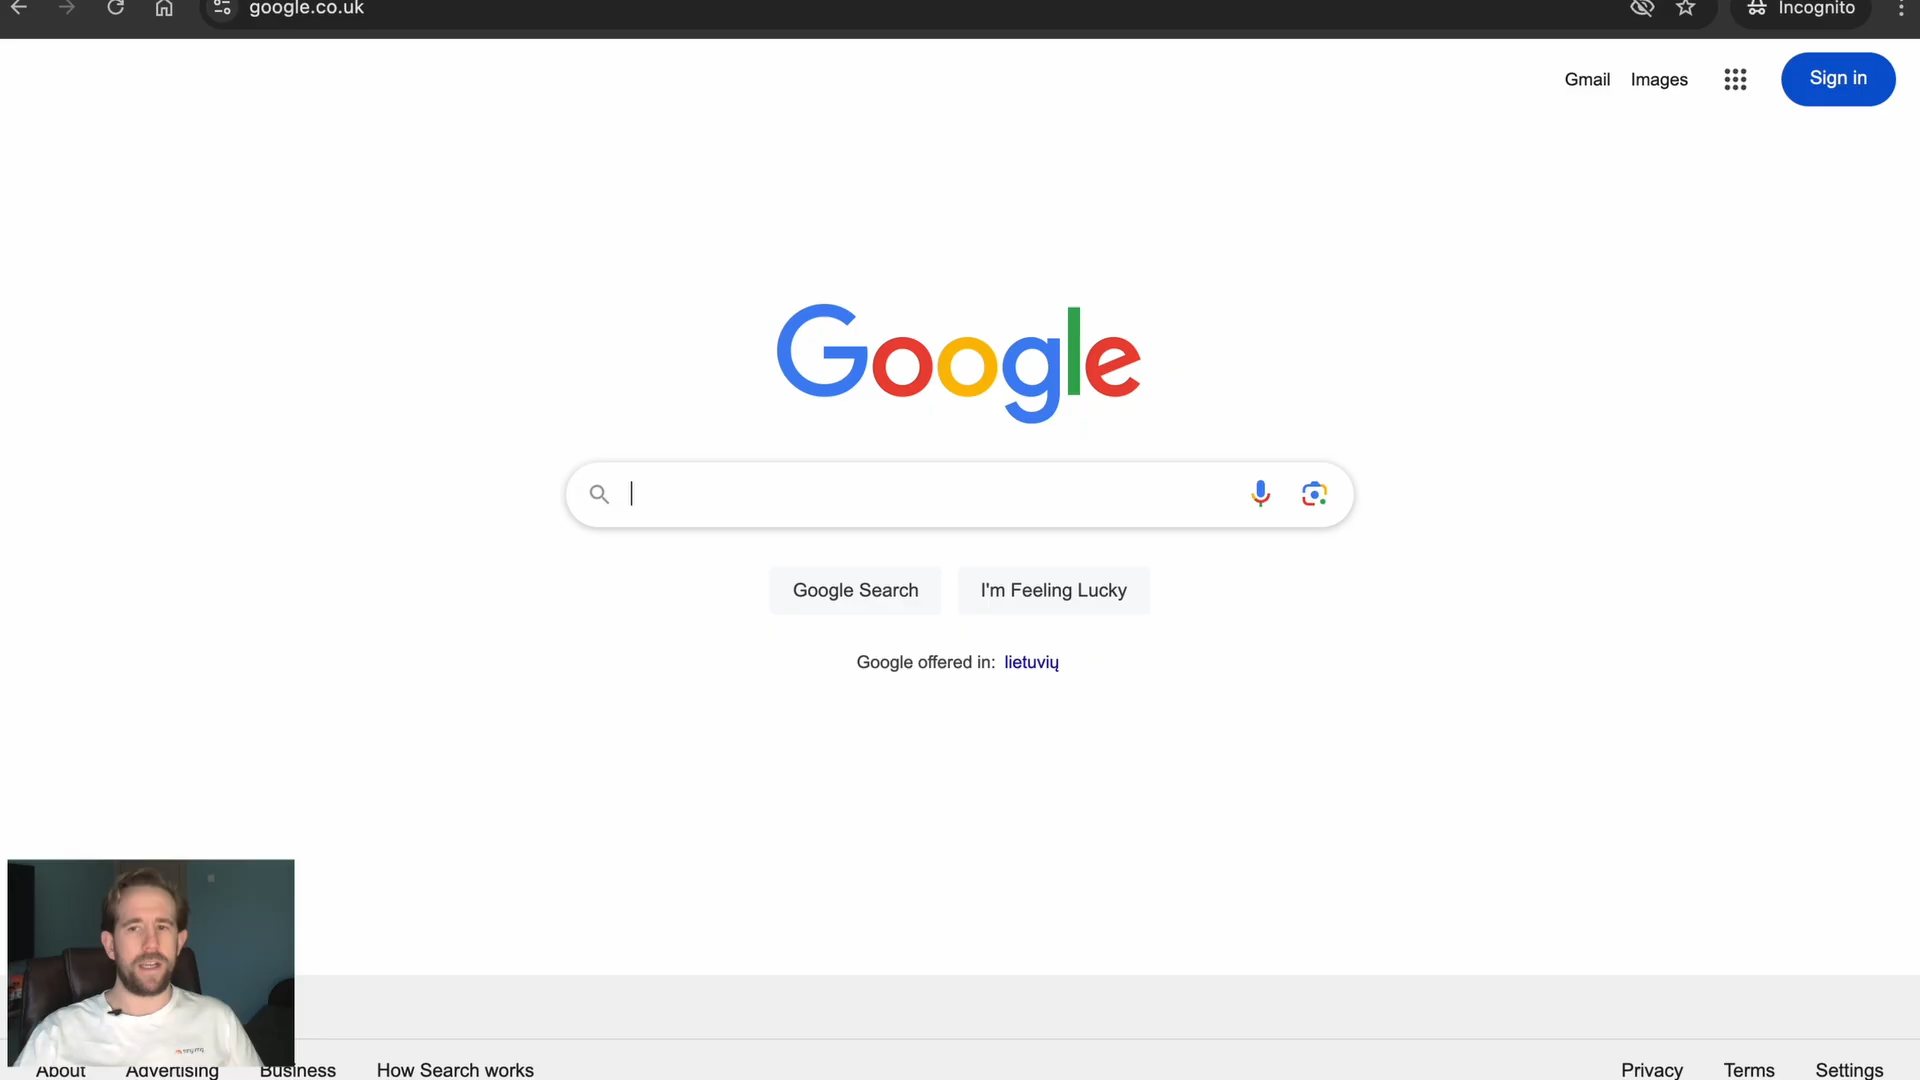 google.co.uk
Incognito
Gmail Images
Sign in
Google
Google Search
I'm Feeling Lucky
Google offered in: lietuvių
About Advertising Business How Search works
Privacy Terms Settings